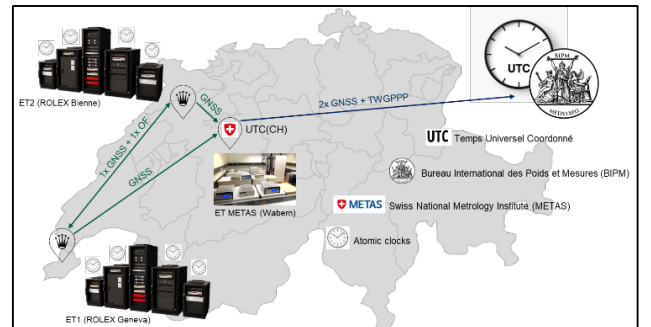 UTC
BIPM
ET2 (ROLEX Bienne)
GNSS
2x GNSS + TWGPPP
UTC(CH)
1x GNSS + 1x OF
GNSS
UTC Temps Universel Coordonné
Bureau International des Poids et Mesures (BIPM)
ET METAS (Wabern)
METAS Swiss National Metrology Institute (METAS)
Atomic clocks
ET1 (ROLEX Geneva)